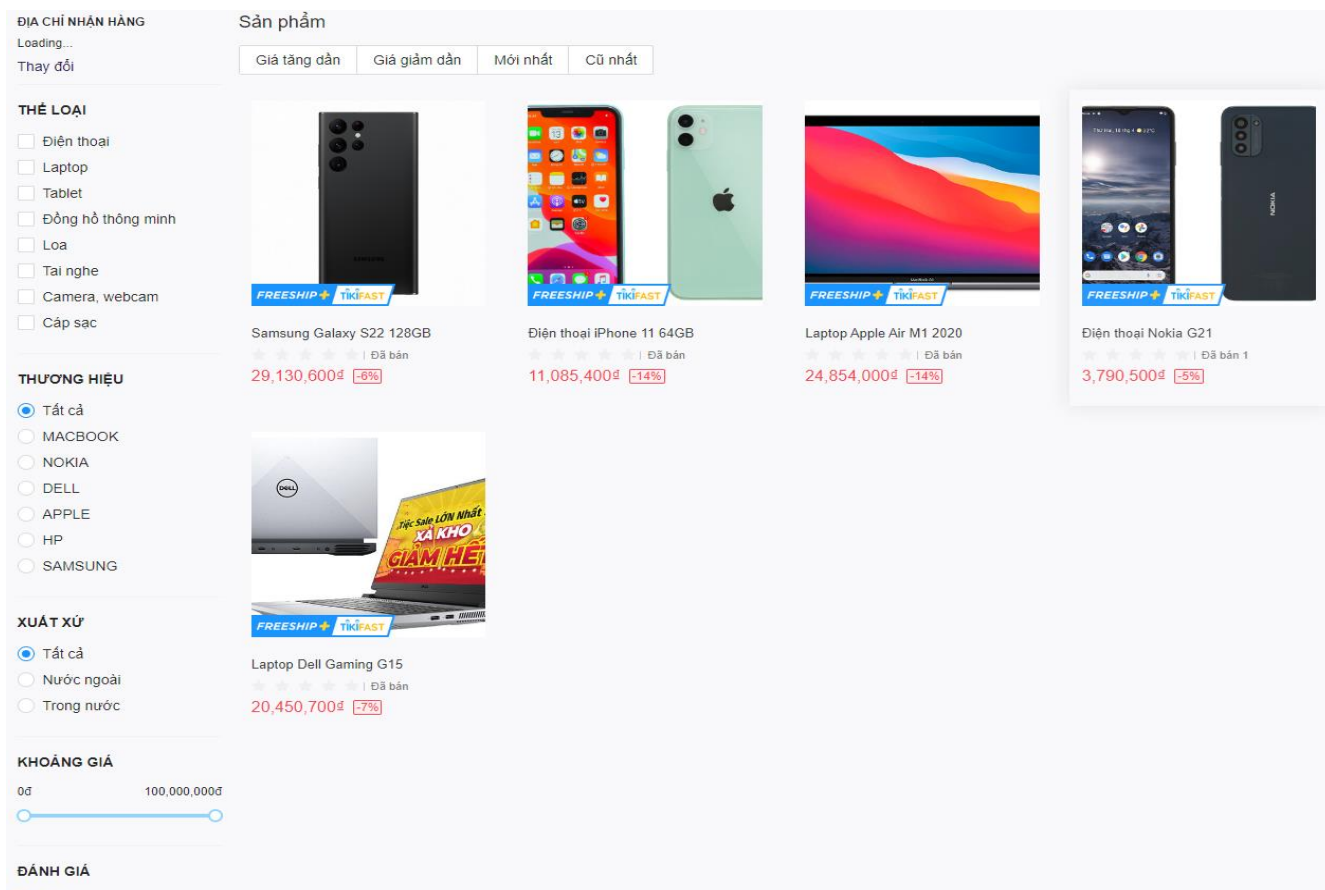 ĐỊA CHỈ NHẬN HÀNG
Loading...
Thay đổi
THỂ LOẠI
Điện thoại
Laptop
Tablet
Đồng hồ thông minh
Loa
Tai nghe
Camera, webcam
Cáp sạc
THƯƠNG HIỆU
Tất cả
MACBOOK
NOKIA
DELL
APPLE
HP
SAMSUNG
XUẤT XỨ
Tất cả
Nước ngoài
Trong nước
KHOẢNG GIÁ
0đ 100,000,000đ
ĐÁNH GIÁ
Sản phẩm
Giá tăng dần Giá giảm dần Mới nhất Cũ nhất
SAMSUNG
FREESHIP+ TIKIFAST
Samsung Galaxy S22 128GB
Đã bán
29,130,600₫ -6%
FREESHIP+ TIKIFAST
Điện thoại iPhone 11 64GB
Đã bán
11,085,400₫ -14%
MacBook Air
FREESHIP+ TIKIFAST
Laptop Apple Air M1 2020
Đã bán
24,854,000₫ -14%
NOKIA
FREESHIP+ TIKIFAST
Điện thoại Nokia G21
Đã bán 1
3,790,500₫ -5%
DELL
Tiệc Sale LỚN Nhất
XẢ KHO
GIẢM HẾT
FREESHIP+ TIKIFAST
Laptop Dell Gaming G15
Đã bán
20,450,700₫ -7%